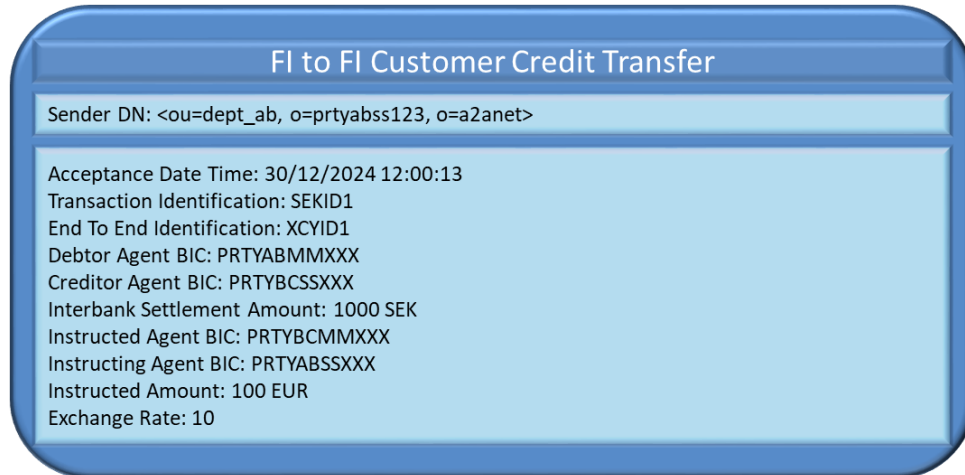 FI to FI Customer Credit Transfer
Sender DN: <ou=dept_ab, o=prtyabss123, o=a2anet>
Acceptance Date Time: 30/12/2024 12:00:13
Transaction Identification: SEKID1
End To End Identification: XCYID1
Debtor Agent BIC: PRTYABMMXXX
Creditor Agent BIC: PRTYBCSSXXX
Interbank Settlement Amount: 1000 SEK
Instructed Agent BIC: PRTYBCMMXXX
Instructing Agent BIC: PRTYABSSXXX
Instructed Amount: 100 EUR
Exchange Rate: 10